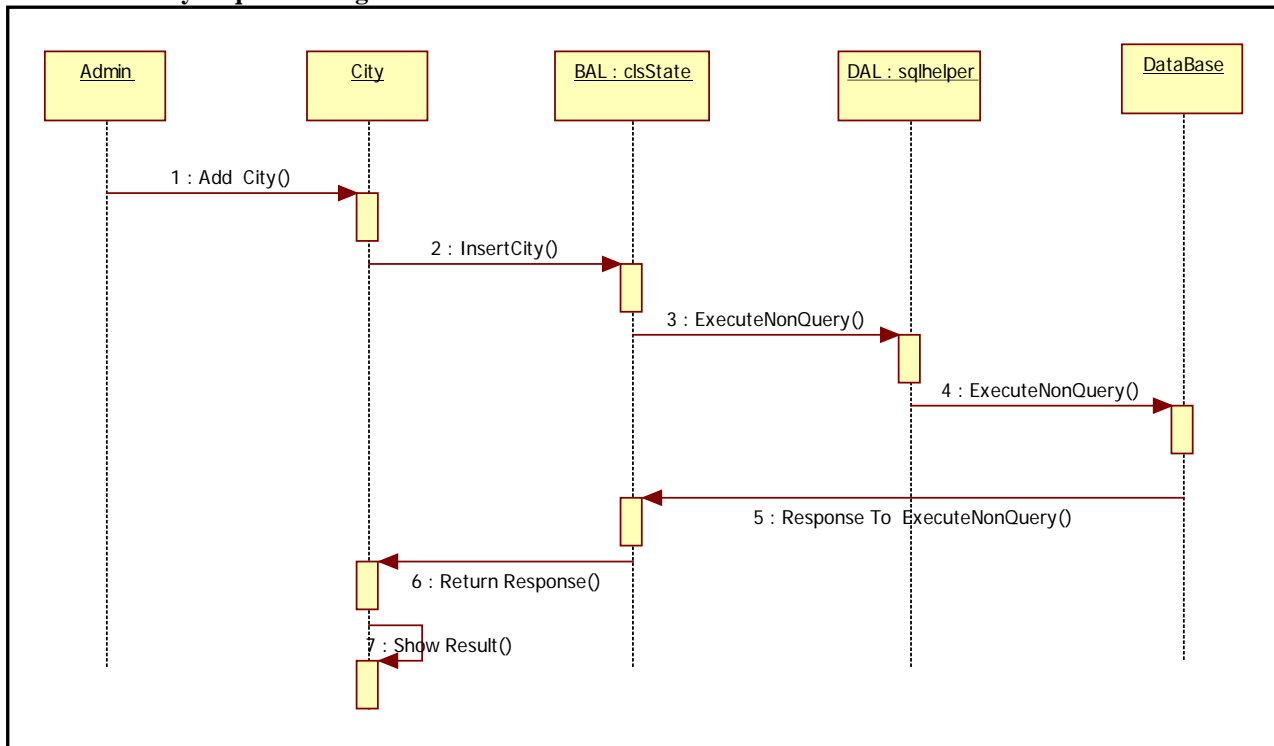 Admin
City
BAL : clsState
DAL : sqlhelper
DataBase
1 : Add City()
2 : InsertCity()
3 : ExecuteNonQuery()
4 : ExecuteNonQuery()
5 : Response To ExecuteNonQuery()
6 : Return Response()
7 : Show Result()